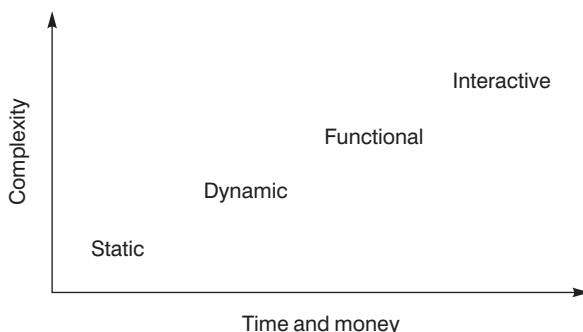 Interactive
Functional
Complexity
Dynamic
Static
Time and money